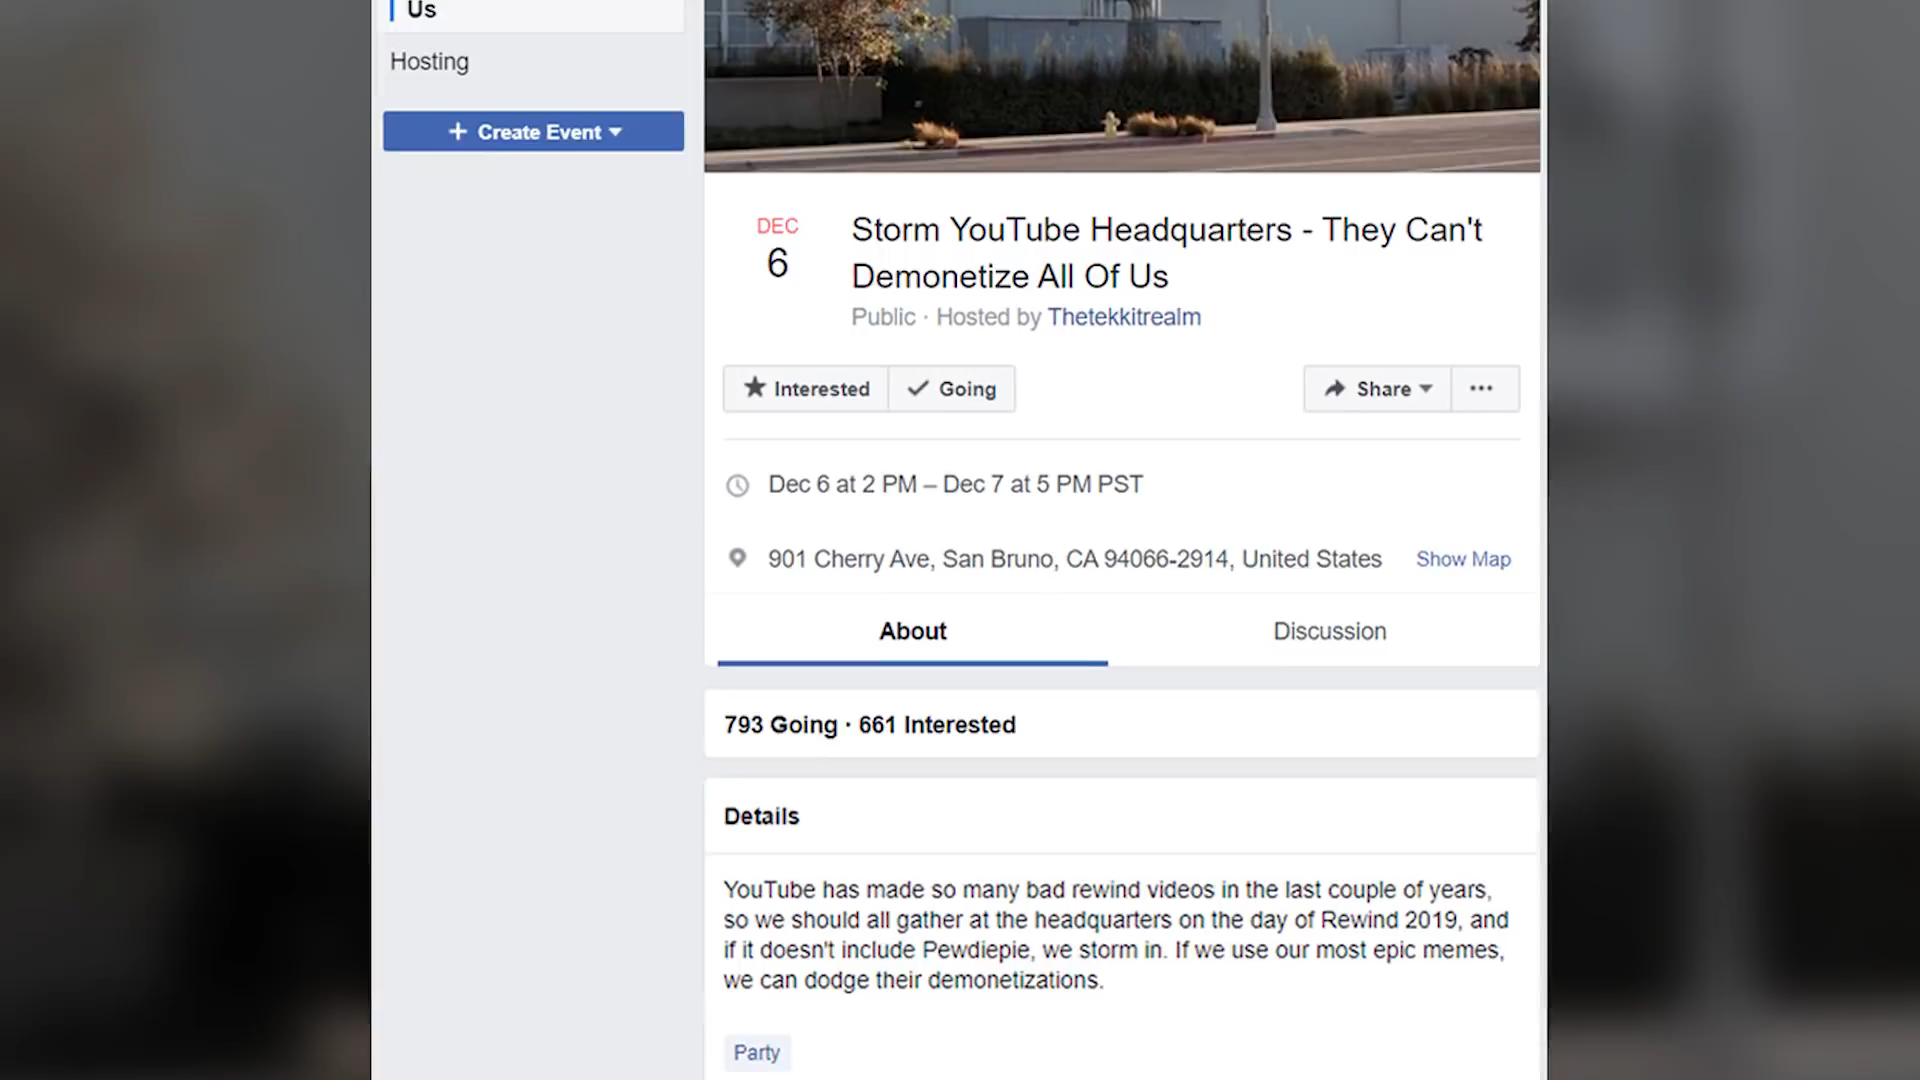 Us
Hosting
+ Create Event
DEC
6
Storm YouTube Headquarters - They Can't
Demonetize All Of Us
Public · Hosted by Thetekkitrealm
Interested
Going
Share
Dec 6 at 2 PM – Dec 7 at 5 PM PST
901 Cherry Ave, San Bruno, CA 94066-2914, United States
Show Map
About
Discussion
793 Going · 661 Interested
Details
YouTube has made so many bad rewind videos in the last couple of years,
so we should all gather at the headquarters on the day of Rewind 2019, and
if it doesn't include Pewdiepie, we storm in. If we use our most epic memes,
we can dodge their demonetizations.
Party